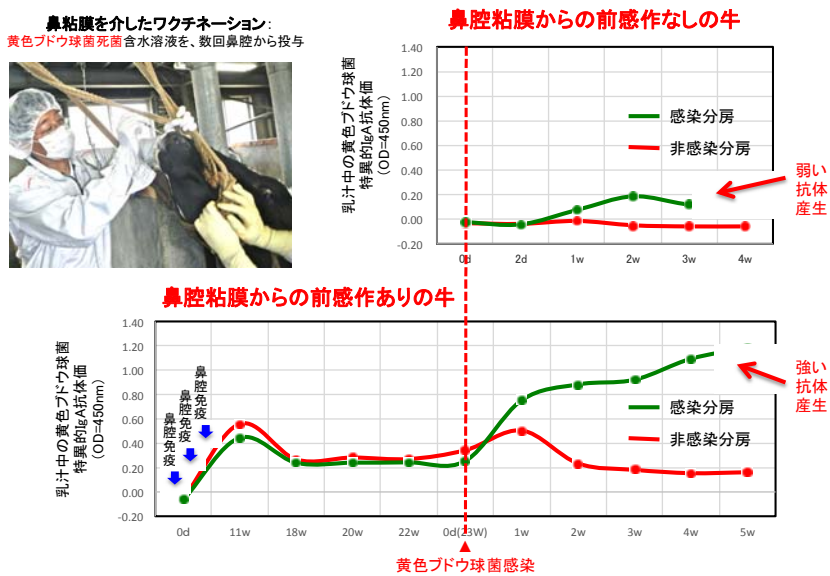 鼻粘膜を介したワクチネーション:
黄色ブドウ球菌死菌含水溶液を、数回鼻腔から投与
鼻腔粘膜からの前感作なしの牛
乳汁中の黄色ブドウ球菌
特異的IgA抗体価
(OD=450nm)
1.40
1.20
1.00
0.80
0.60
0.40
0.20
0.00
-0.20
感染分房
非感染分房
弱い
抗体
産生
0d
2d
1w
2w
3w
4w
鼻腔粘膜からの前感作ありの牛
乳汁中の黄色ブドウ球菌
特異的IgA抗体価
(OD=450nm)
1.40
1.20
1.00
0.80
0.60
0.40
0.20
0.00
-0.20
鼻腔免疫
鼻腔免疫
鼻腔免疫
感染分房
非感染分房
強い
抗体
産生
0d
11w
18w
20w
22w
0d(23W)
1w
2w
3w
4w
5w
黄色ブドウ球菌感染